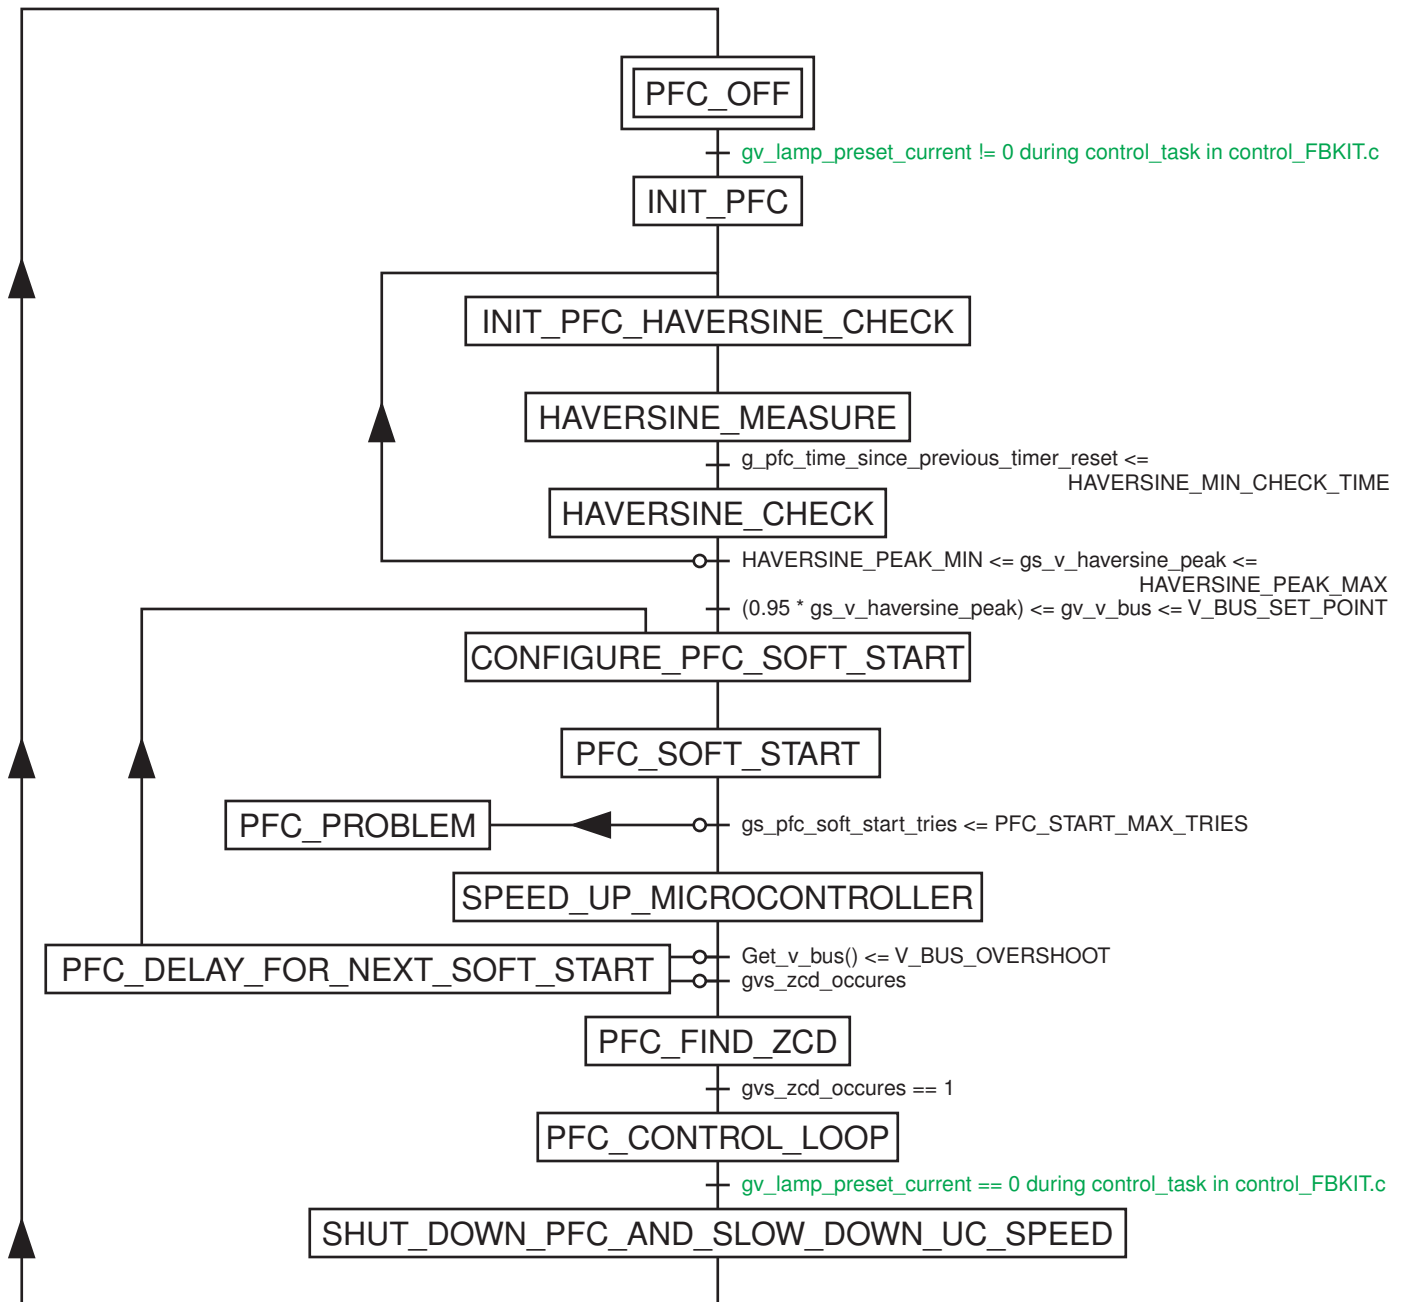 PFC_OFF
gv_lamp_preset_current != 0 during control_task in control_FBKIT.c
INIT_PFC
INIT_PFC_HAVERSINE_CHECK
HAVERSINE_MEASURE
g_pfc_time_since_previous_timer_reset <=
HAVERSINE_MIN_CHECK_TIME
HAVERSINE_CHECK
HAVERSINE_PEAK_MIN <= gs_v_haversine_peak <=
HAVERSINE_PEAK_MAX
(0.95 * gs_v_haversine_peak) <= gv_v_bus <= V_BUS_SET_POINT
CONFIGURE_PFC_SOFT_START
PFC_SOFT_START
PFC_PROBLEM
gs_pfc_soft_start_tries <= PFC_START_MAX_TRIES
SPEED_UP_MICROCONTROLLER
Get_v_bus() <= V_BUS_OVERSHOOT
PFC_DELAY_FOR_NEXT_SOFT_START
gvs_zcd_occures
PFC_FIND_ZCD
gvs_zcd_occures == 1
PFC_CONTROL_LOOP
gv_lamp_preset_current == 0 during control_task in control_FBKIT.c
SHUT_DOWN_PFC_AND_SLOW_DOWN_UC_SPEED